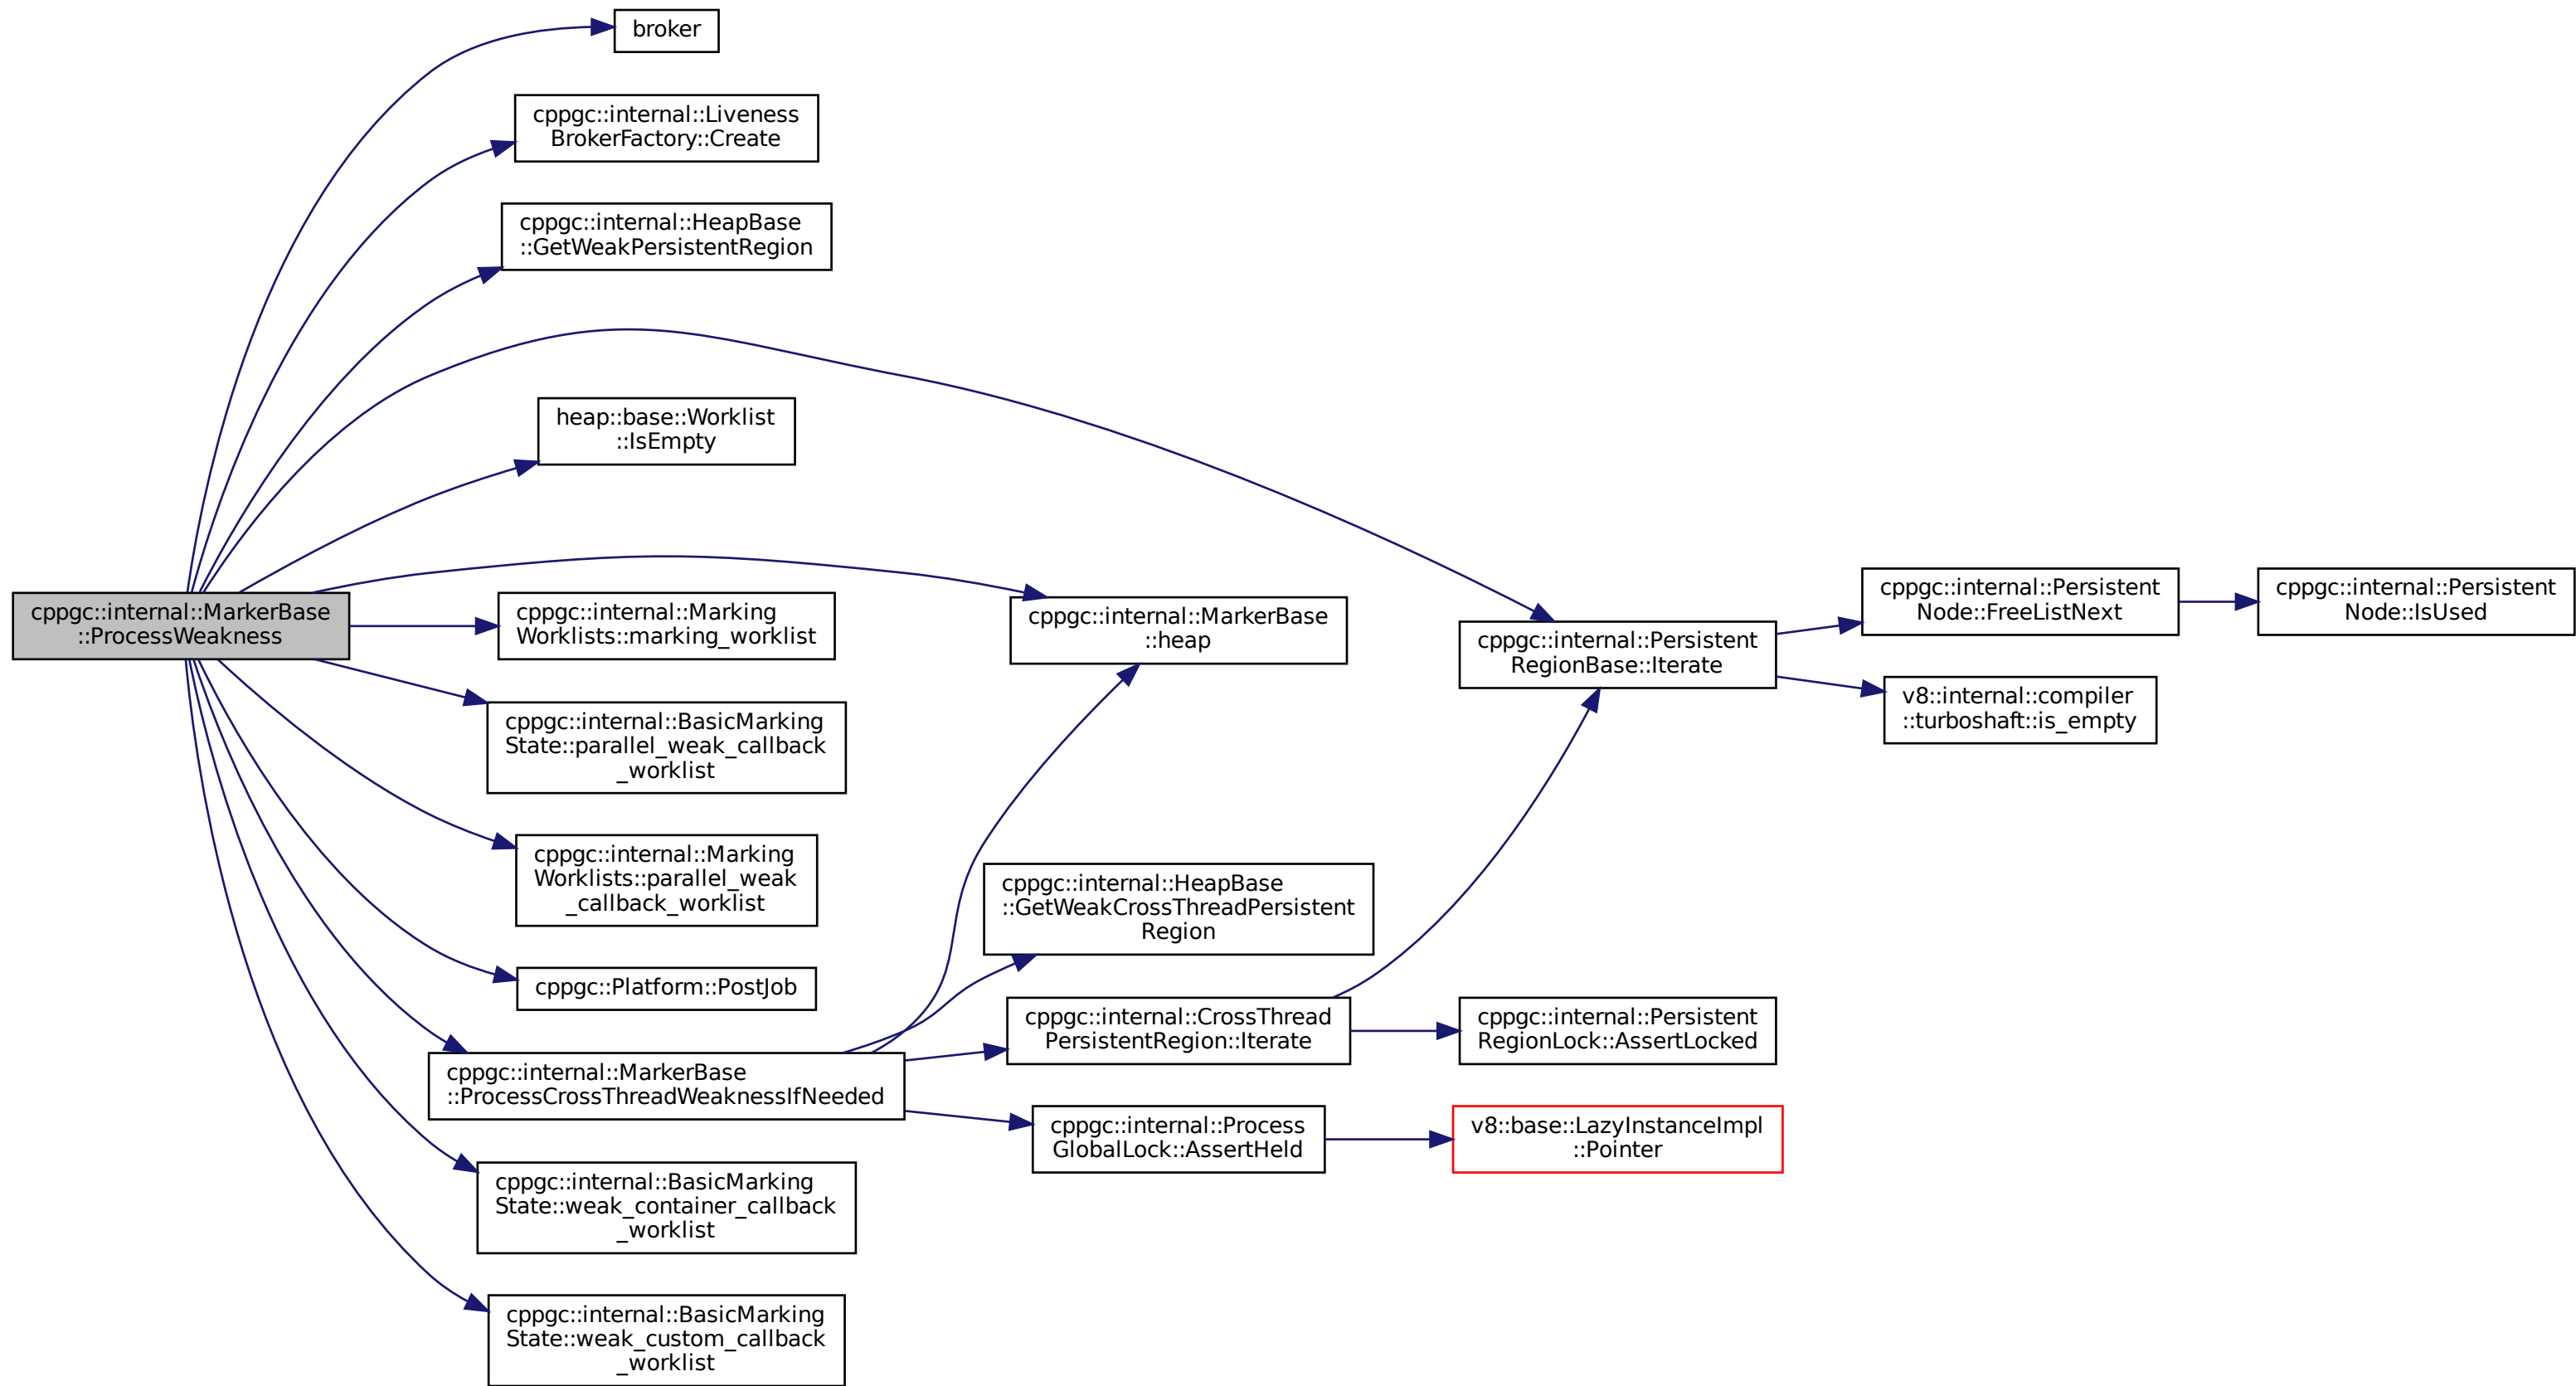 broker
cppgc::internal::Liveness
BrokerFactory::Create
cppgc::internal::HeapBase
::GetWeakPersistentRegion
heap::base::Worklist
::IsEmpty
cppgc::internal::MarkerBase
::ProcessWeakness
cppgc::internal::Marking
Worklists::marking_worklist
cppgc::internal::MarkerBase
::heap
cppgc::internal::Persistent
RegionBase::Iterate
cppgc::internal::Persistent
Node::FreeListNext
cppgc::internal::Persistent
Node::IsUsed
v8::internal::compiler
::turboshaft::is_empty
cppgc::internal::BasicMarking
State::parallel_weak_callback
_worklist
cppgc::internal::Marking
Worklists::parallel_weak
_callback_worklist
cppgc::internal::HeapBase
::GetWeakCrossThreadPersistent
Region
cppgc::Platform::PostJob
cppgc::internal::CrossThread
PersistentRegion::Iterate
cppgc::internal::Persistent
RegionLock::AssertLocked
cppgc::internal::MarkerBase
::ProcessCrossThreadWeaknessIfNeeded
cppgc::internal::Process
GlobalLock::AssertHeld
v8::base::LazyInstanceImpl
::Pointer
cppgc::internal::BasicMarking
State::weak_container_callback
_worklist
cppgc::internal::BasicMarking
State::weak_custom_callback
_worklist